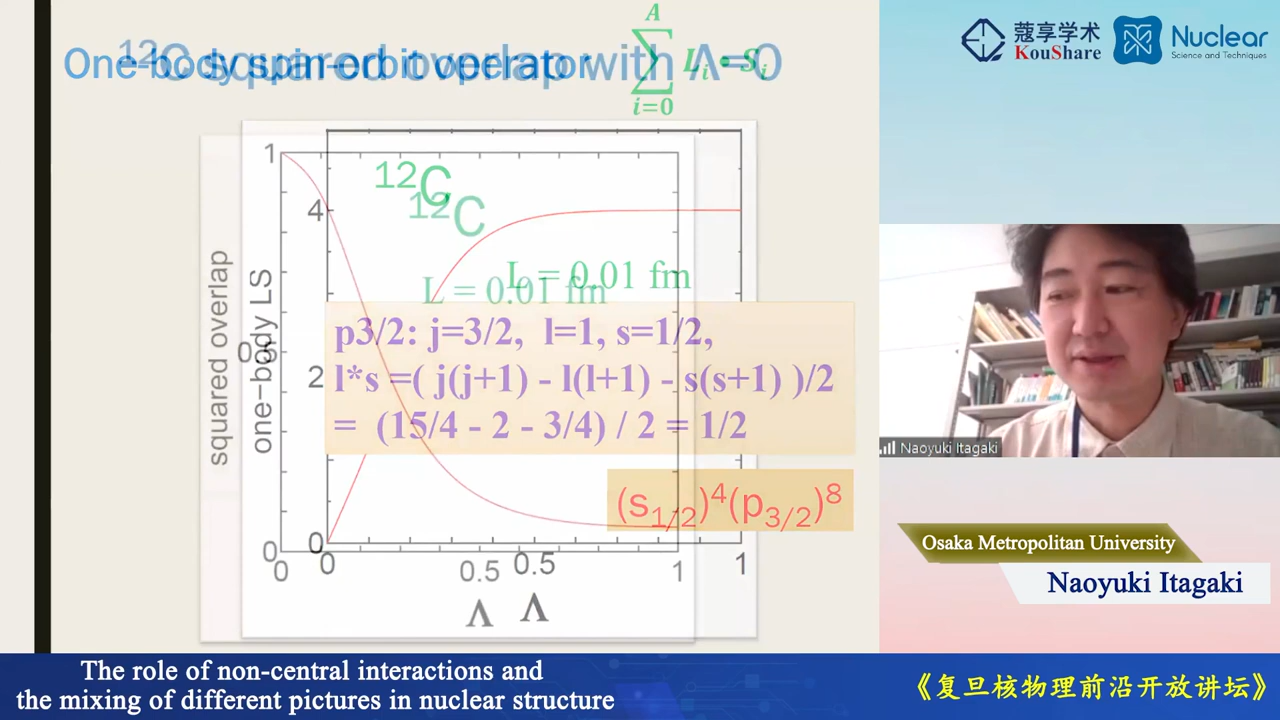 One-body spin-orbit operator
¹²C squared overlap with Λ=0
A
∑ Lᵢ • Sᵢ
i=0
1
4
¹²C
¹²C
L = 0.01 fm
L = 0.01 fm
squared overlap
one-body LS
p3/2: j=3/2, l=1, s=1/2,
l*s =( j(j+1) - l(l+1) - s(s+1) )/2
= (15/4 - 2 - 3/4) / 2 = 1/2
2
(s₁/₂)⁴(p₃/₂)⁸
0
0
0
0
0.5
0.5
1
1
Λ
Λ
蔻享学术
KouShare
Nuclear
Science and Techniques
Naoyuki Itagaki
Osaka Metropolitan University
Naoyuki Itagaki
The role of non-central interactions and
the mixing of different pictures in nuclear structure
《复旦核物理前沿开放讲坛》